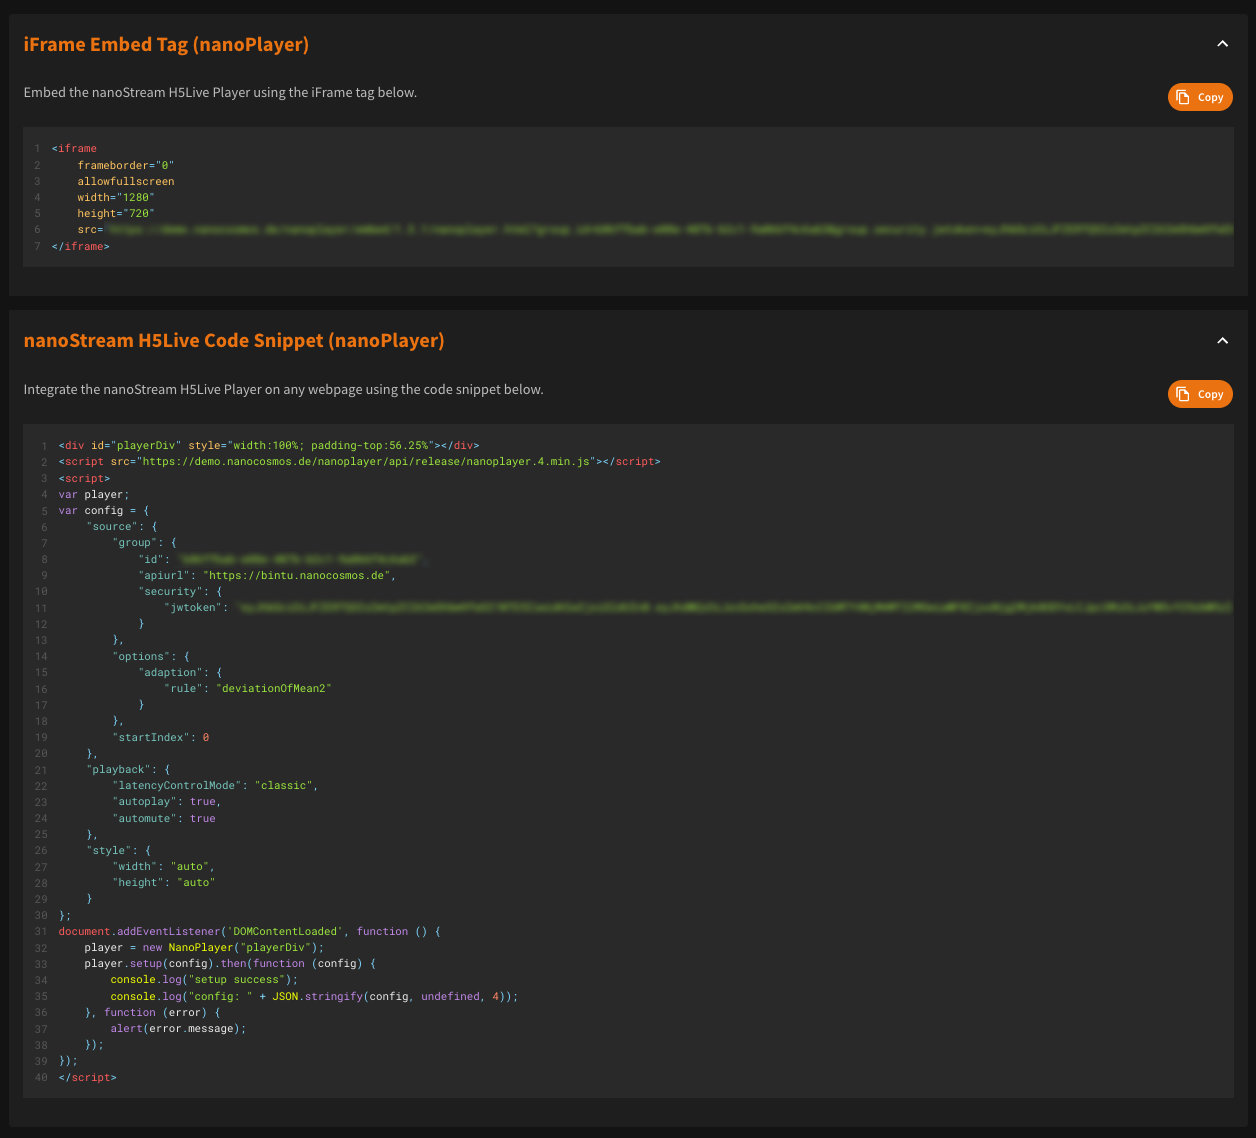 iFrame Embed Tag (nanoPlayer)
Embed the nanoStream H5Live Player using the iFrame tag below.
Copy
1 <iframe
2     frameborder="0"
3     allowfullscreen
4     width="1280"
5     height="720"
6     src=
7 </iframe>
nanoStream H5Live Code Snippet (nanoPlayer)
Integrate the nanoStream H5Live Player on any webpage using the code snippet below.
Copy
1 <div id="playerDiv" style="width:100%; padding-top:56.25%"></div>
2 <script src="https://demo.nanocosmos.de/nanoplayer/api/release/nanoplayer.4.min.js"></script>
3 <script>
4 var player;
5 var config = {
6     "source": {
7         "group": {
8             "id":
9             "apiurl": "https://bintu.nanocosmos.de",
10             "security": {
11                 "jwtoken":
12             }
13         },
14         "options": {
15             "adaption": {
16                 "rule": "deviationOfMean2"
17             }
18         },
19         "startIndex": 0
20     },
21     "playback": {
22         "latencyControlMode": "classic",
23         "autoplay": true,
24         "automute": true
25     },
26     "style": {
27         "width": "auto",
28         "height": "auto"
29     }
30 };
31 document.addEventListener('DOMContentLoaded', function () {
32     player = new NanoPlayer("playerDiv");
33     player.setup(config).then(function (config) {
34         console.log("setup success");
35         console.log("config: " + JSON.stringify(config, undefined, 4));
36     }, function (error) {
37         alert(error.message);
38     });
39 });
40 </script>